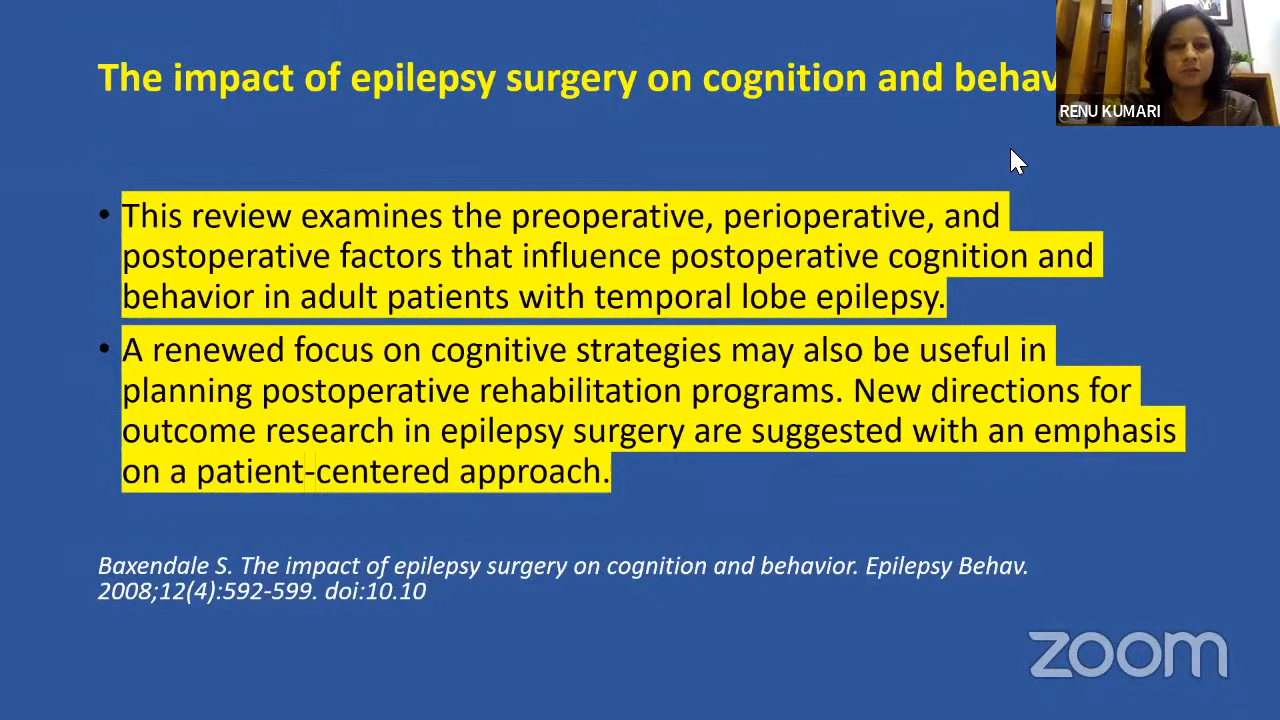 The impact of epilepsy surgery on cognition and behav
RENU KUMARI
• This review examines the preoperative, perioperative, and
postoperative factors that influence postoperative cognition and
behavior in adult patients with temporal lobe epilepsy.
• A renewed focus on cognitive strategies may also be useful in
planning postoperative rehabilitation programs. New directions for
outcome research in epilepsy surgery are suggested with an emphasis
on a patient-centered approach.
Baxendale S. The impact of epilepsy surgery on cognition and behavior. Epilepsy Behav.
2008;12(4):592-599. doi:10.10
zoom